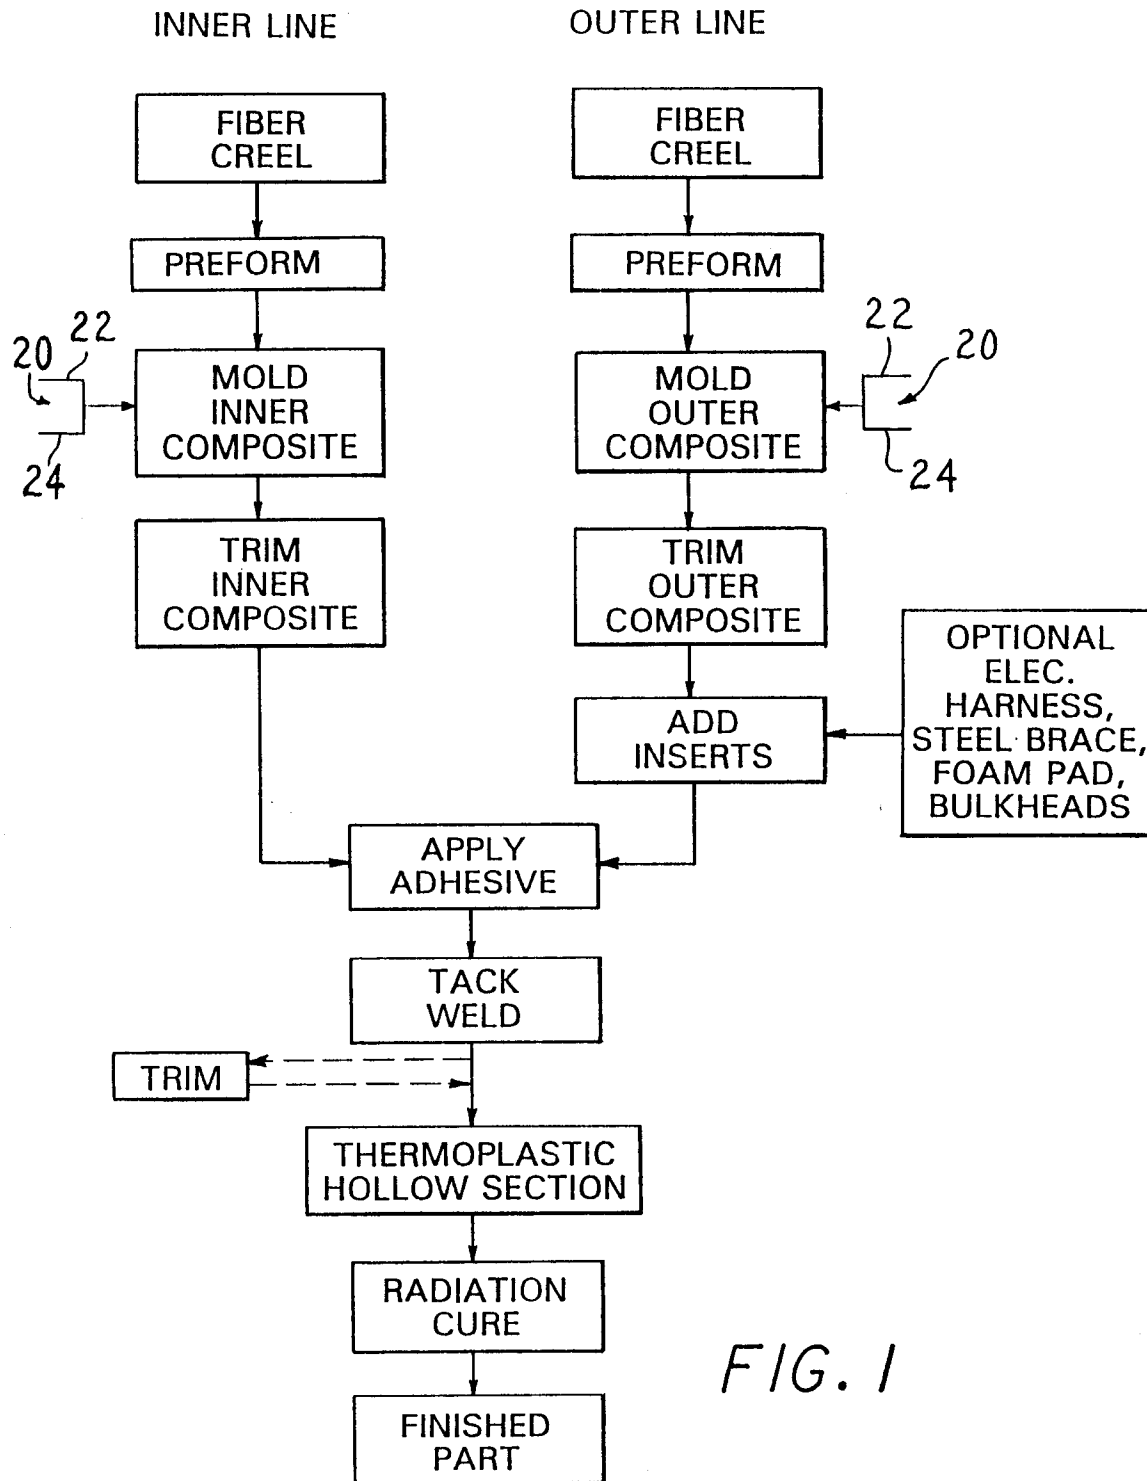 INNER LINE
OUTER LINE
FIBER
CREEL
FIBER
CREEL
PREFORM
PREFORM
20
22
24
MOLD
INNER
COMPOSITE
MOLD
OUTER
COMPOSITE
22
20
24
TRIM
INNER
COMPOSITE
TRIM
OUTER
COMPOSITE
ADD
INSERTS
OPTIONAL
ELEC.
HARNESS,
STEEL BRACE,
FOAM PAD,
BULKHEADS
APPLY
ADHESIVE
TACK
WELD
TRIM
THERMOPLASTIC
HOLLOW SECTION
RADIATION
CURE
FINISHED
PART
FIG. 1